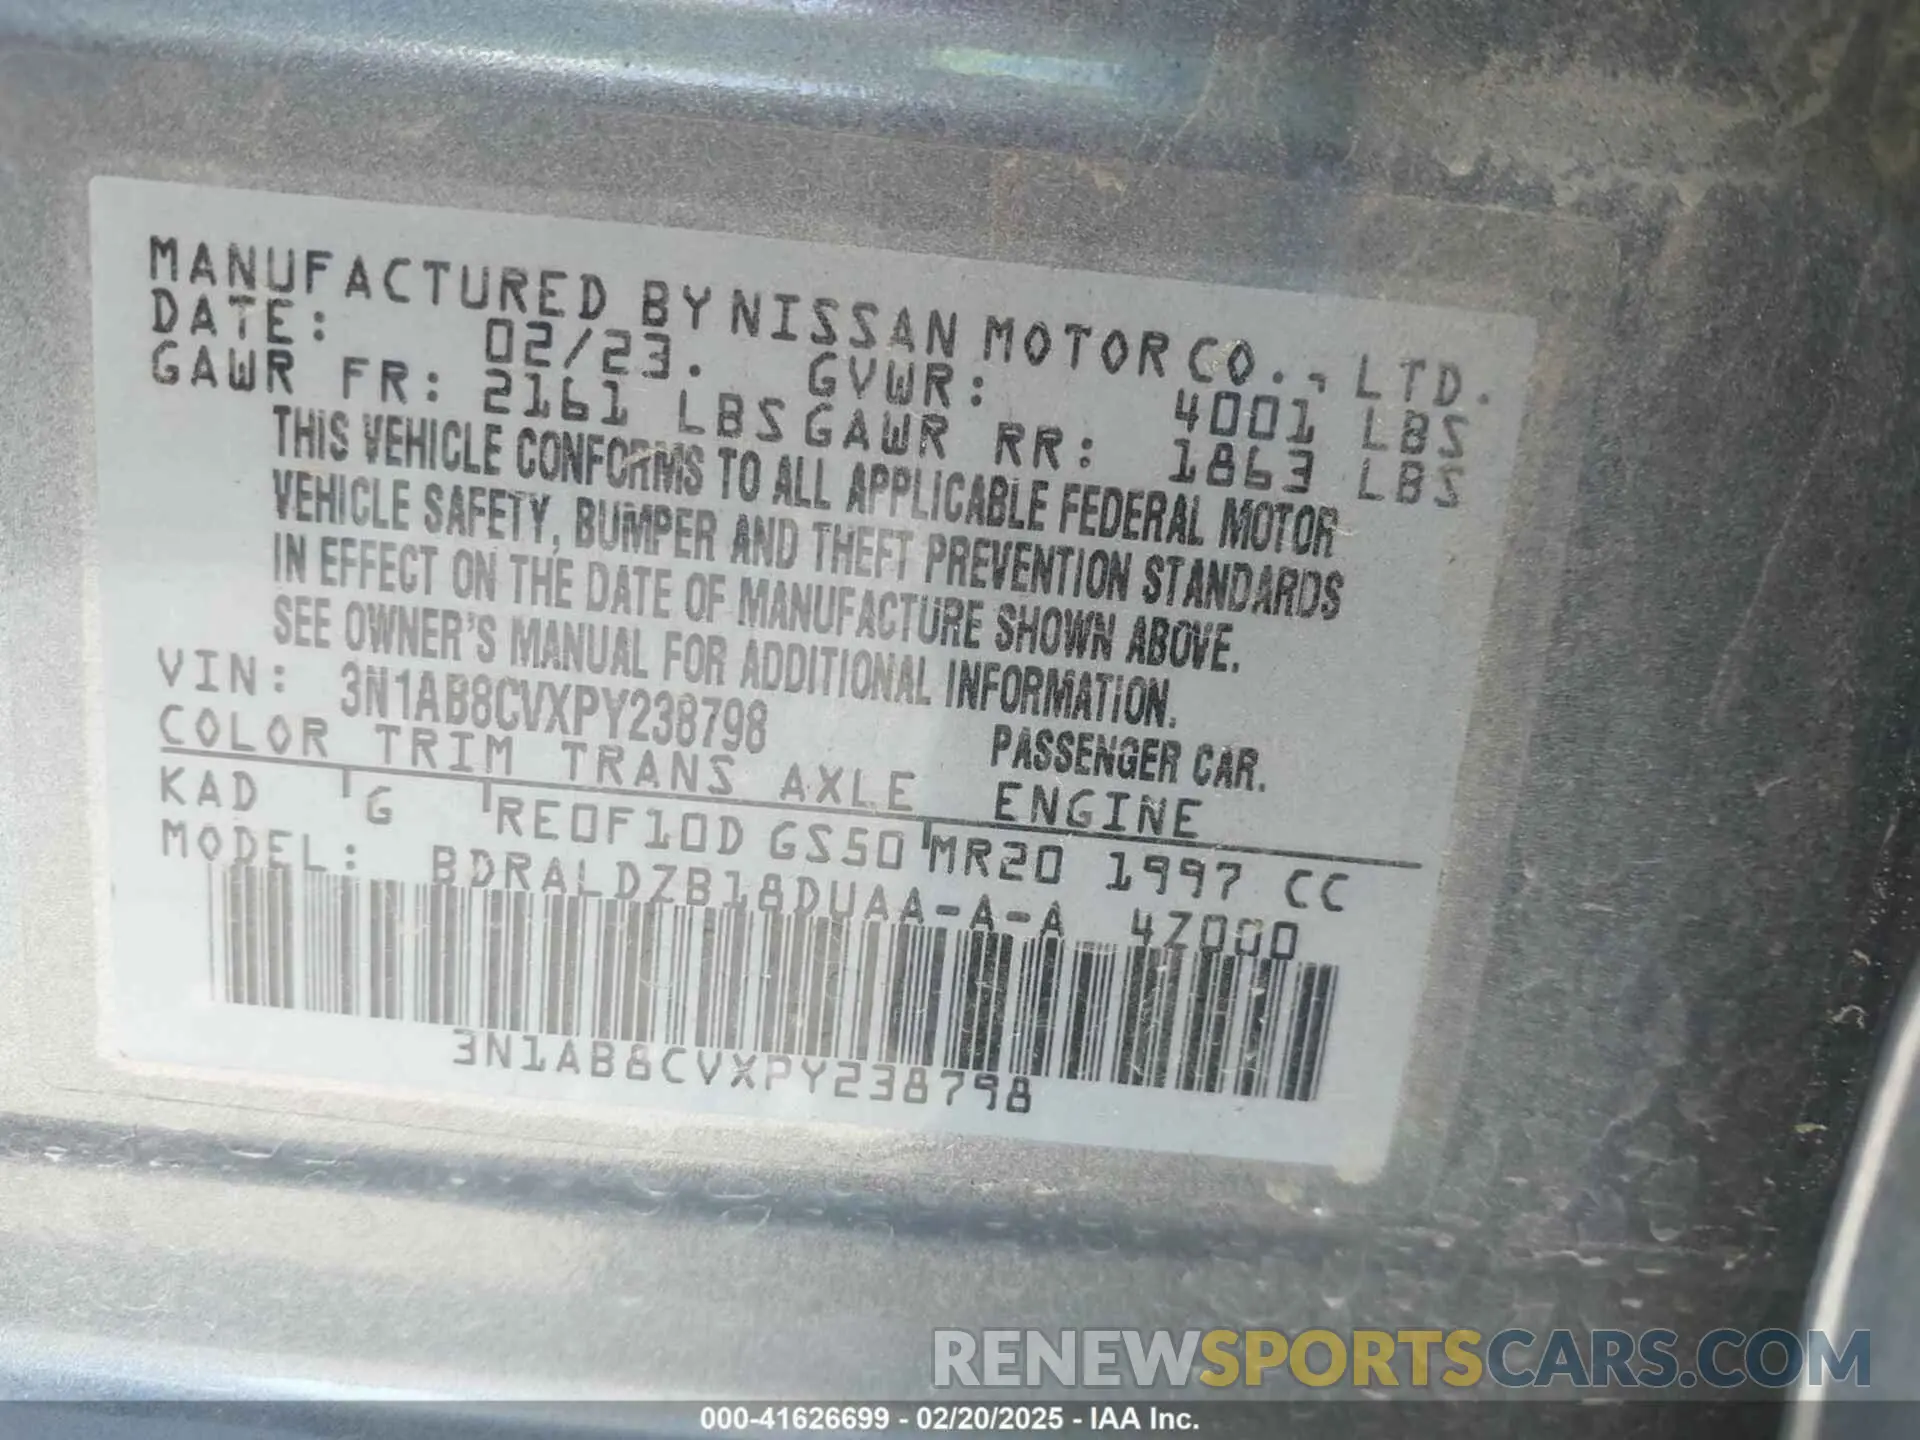 MANUFACTURED BY NISSAN MOTOR CO., LTD.
DATE: 02/23. GVWR: 4001 LBS
GAWR FR: 2161 LBS GAWR RR: 1863 LBS
THIS VEHICLE CONFORMS TO ALL APPLICABLE FEDERAL MOTOR
VEHICLE SAFETY, BUMPER AND THEFT PREVENTION STANDARDS
IN EFFECT ON THE DATE OF MANUFACTURE SHOWN ABOVE.
SEE OWNER'S MANUAL FOR ADDITIONAL INFORMATION.
VIN: 3N1AB8CVXPY238798 PASSENGER CAR.
COLOR TRIM TRANS AXLE ENGINE
KAD G RE0F10D GS50 MR20 1997 CC
MODEL: BDRALDZB18DUAA-A-A 4Z000
3N1AB8CVXPY238798
RENEWSPORTSCARS.COM
000-41626699 - 02/20/2025 - IAA Inc.